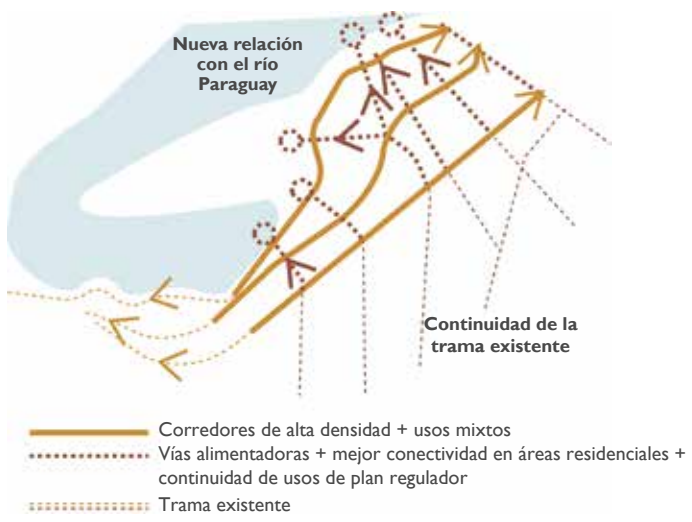 Nueva relación
con el río
Paraguay
Continuidad de la
trama existente
Corredores de alta densidad + usos mixtos
Vías alimentadoras + mejor conectividad en áreas residenciales +
continuidad de usos de plan regulador
Trama existente